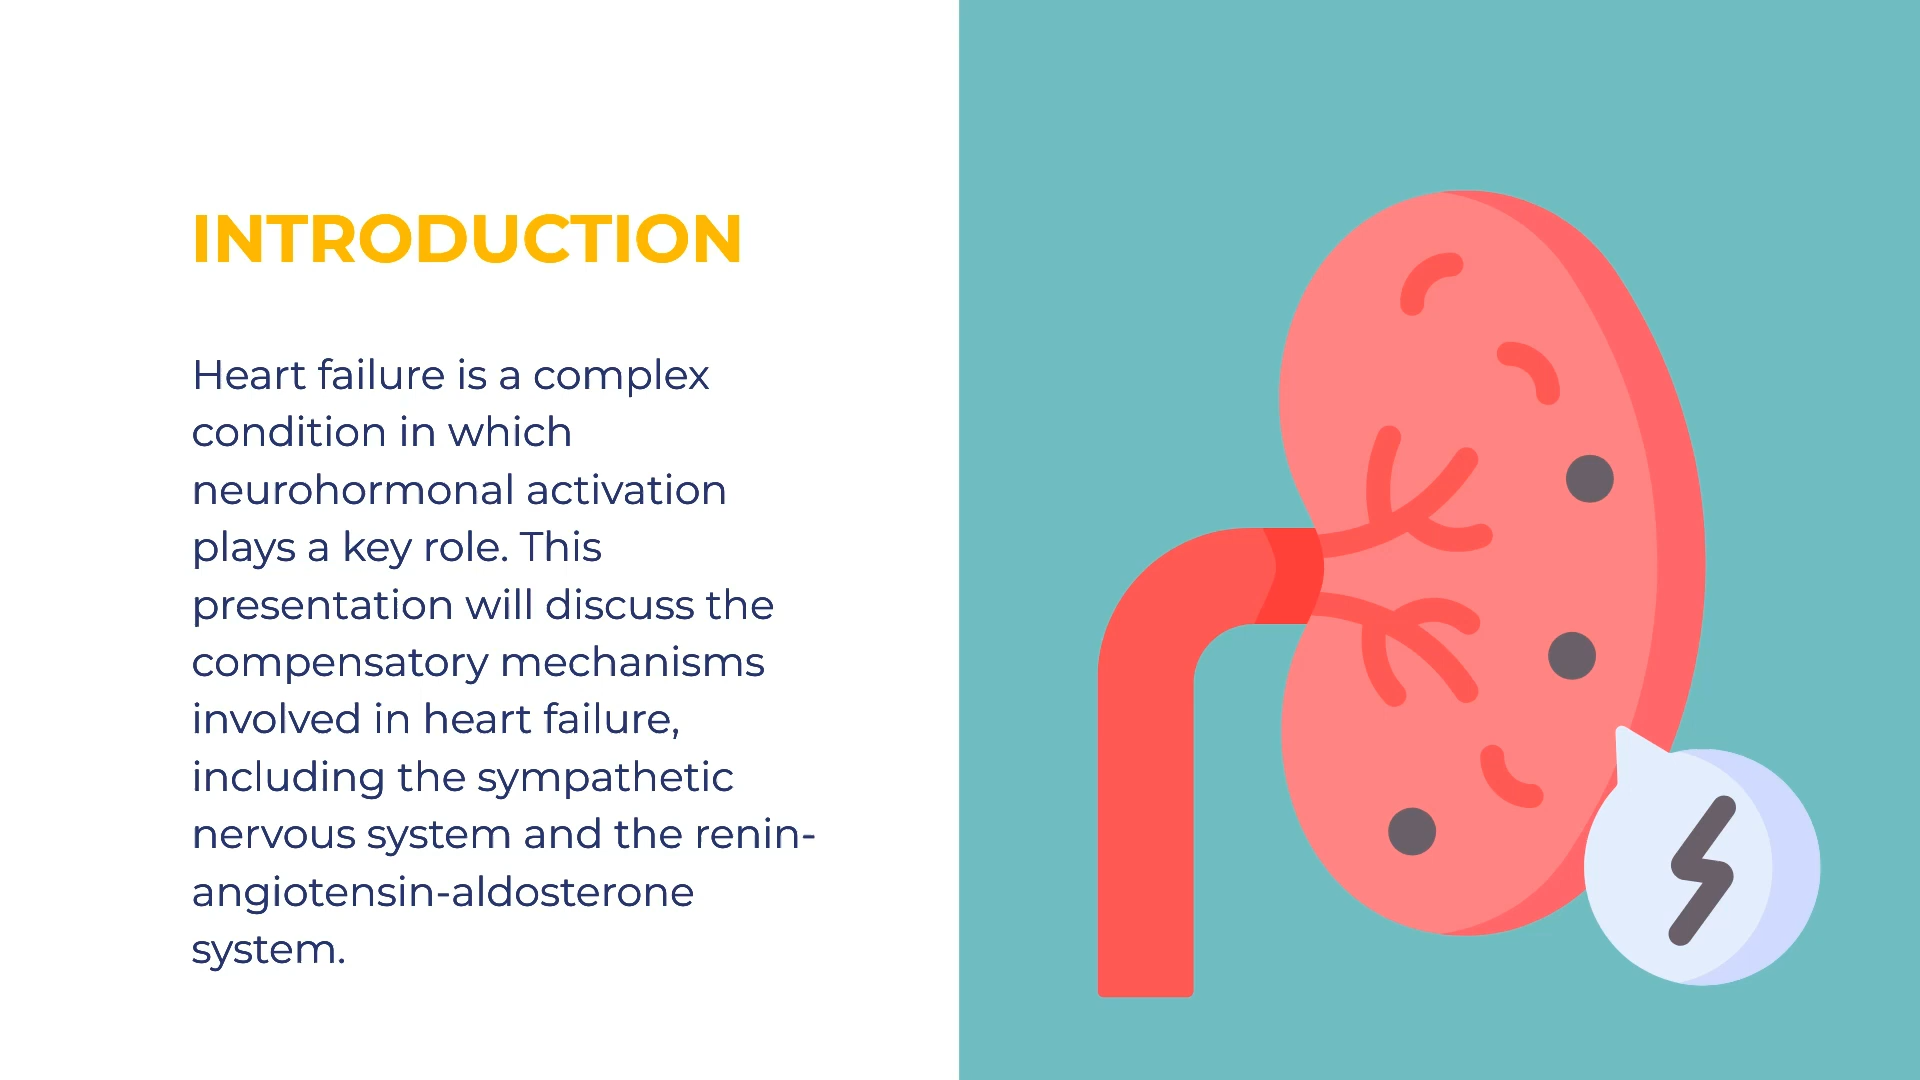 INTRODUCTION
Heart failure is a complex
condition in which
neurohormonal activation
plays a key role. This
presentation will discuss the
compensatory mechanisms
involved in heart failure,
including the sympathetic
nervous system and the renin-
angiotensin-aldosterone
system.